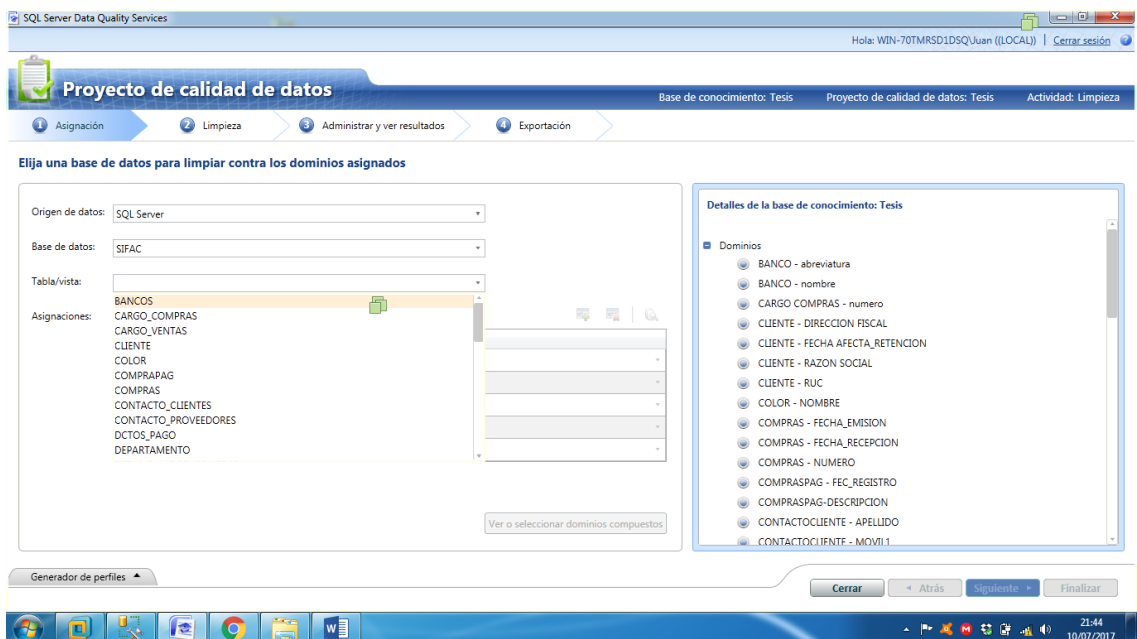 SQL Server Data Quality Services
Hola: WIN-70TMRSD1DSQ\Juan ((LOCAL)) | Cerrar sesión
Proyecto de calidad de datos
Base de conocimiento: Tesis Proyecto de calidad de datos: Tesis Actividad: Limpieza
1 Asignación 2 Limpieza 3 Administrar y ver resultados 4 Exportación
Elija una base de datos para limpiar contra los dominios asignados
Origen de datos: SQL Server
Base de datos: SIFAC
Tabla/vista:
BANCOS
Asignaciones: CARGO_COMPRAS
CARGO_VENTAS
CLIENTE
COLOR
COMPRAPAG
COMPRAS
CONTACTO_CLIENTES
CONTACTO_PROVEEDORES
DCTOS_PAGO
DEPARTAMENTO
Ver o seleccionar dominios compuestos
Detalles de la base de conocimiento: Tesis
Dominios
BANCO - abreviatura
BANCO - nombre
CARGO COMPRAS - numero
CLIENTE - DIRECCION FISCAL
CLIENTE - FECHA AFECTA_RETENCION
CLIENTE - RAZON SOCIAL
CLIENTE - RUC
COLOR - NOMBRE
COMPRAS - FECHA_EMISION
COMPRAS - FECHA_RECEPCION
COMPRAS - NUMERO
COMPRASPAG - FEC_REGISTRO
COMPRASPAG-DESCRIPCION
CONTACTOCLIENTE - APELLIDO
CONTACTOCLIENTE - MOVIL1
Generador de perfiles
Cerrar Atrás Siguiente Finalizar
21:44
10/07/2017